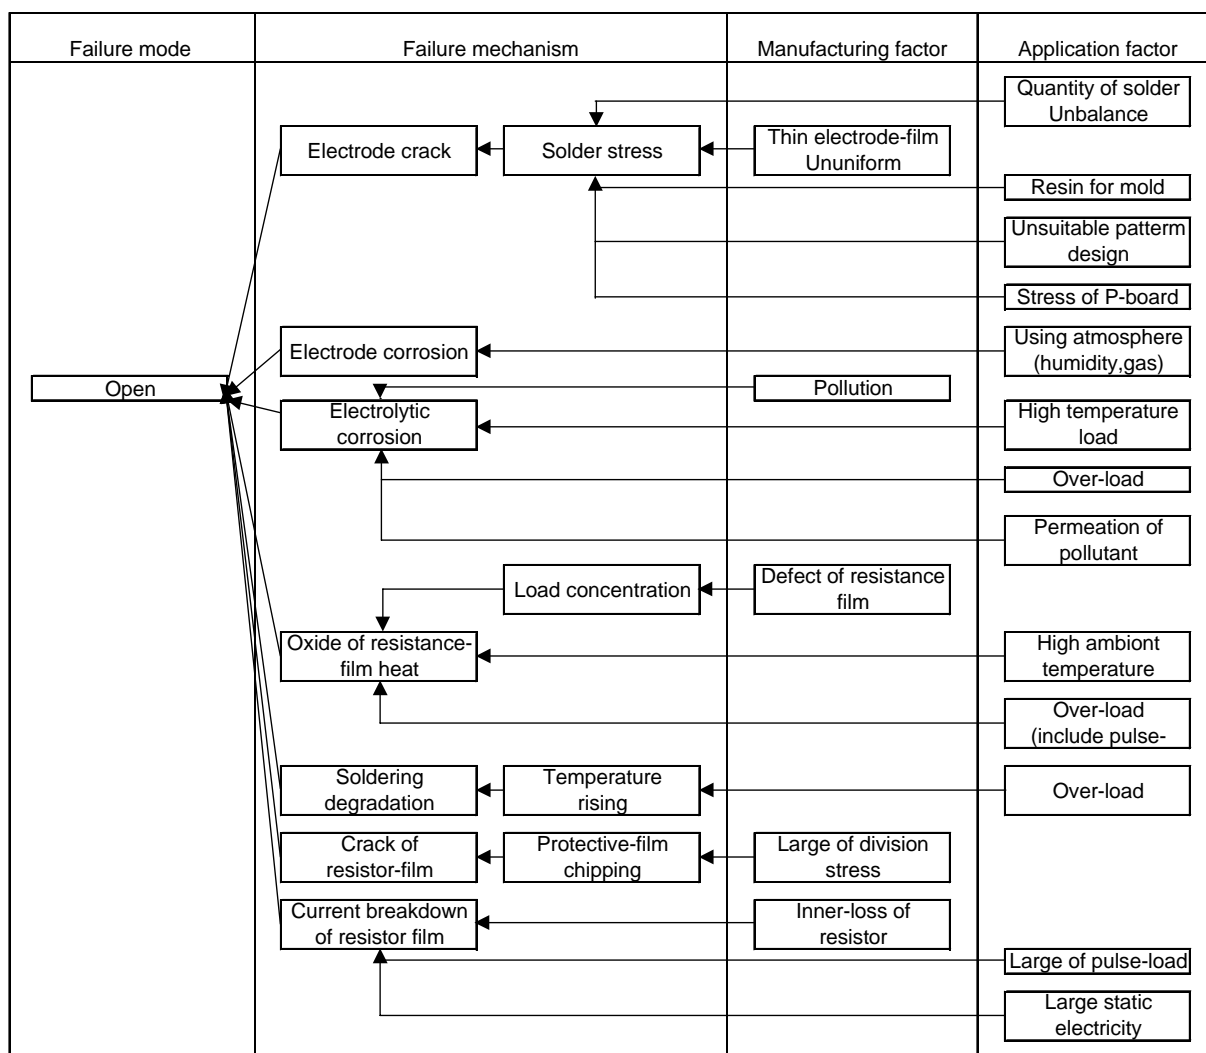 Failure mode
Failure mechanism
Manufacturing factor
Application factor
Quantity of solder
Unbalance
Electrode crack
Solder stress
Thin electrode-film
Ununiform
Resin for mold
Unsuitable patterm
design
Stress of P-board
Electrode corrosion
Using atmosphere
(humidity,gas)
Open
Pollution
Electrolytic
corrosion
High temperature
load
Over-load
Permeation of
pollutant
Load concentration
Defect of resistance
film
Oxide of resistance-
film heat
High ambiont
temperature
Over-load
(include pulse-
Soldering
degradation
Temperature
rising
Over-load
Crack of
resistor-film
Protective-film
chipping
Large of division
stress
Current breakdown
of resistor film
Inner-loss of
resistor
Large of pulse-load
Large static
electricity